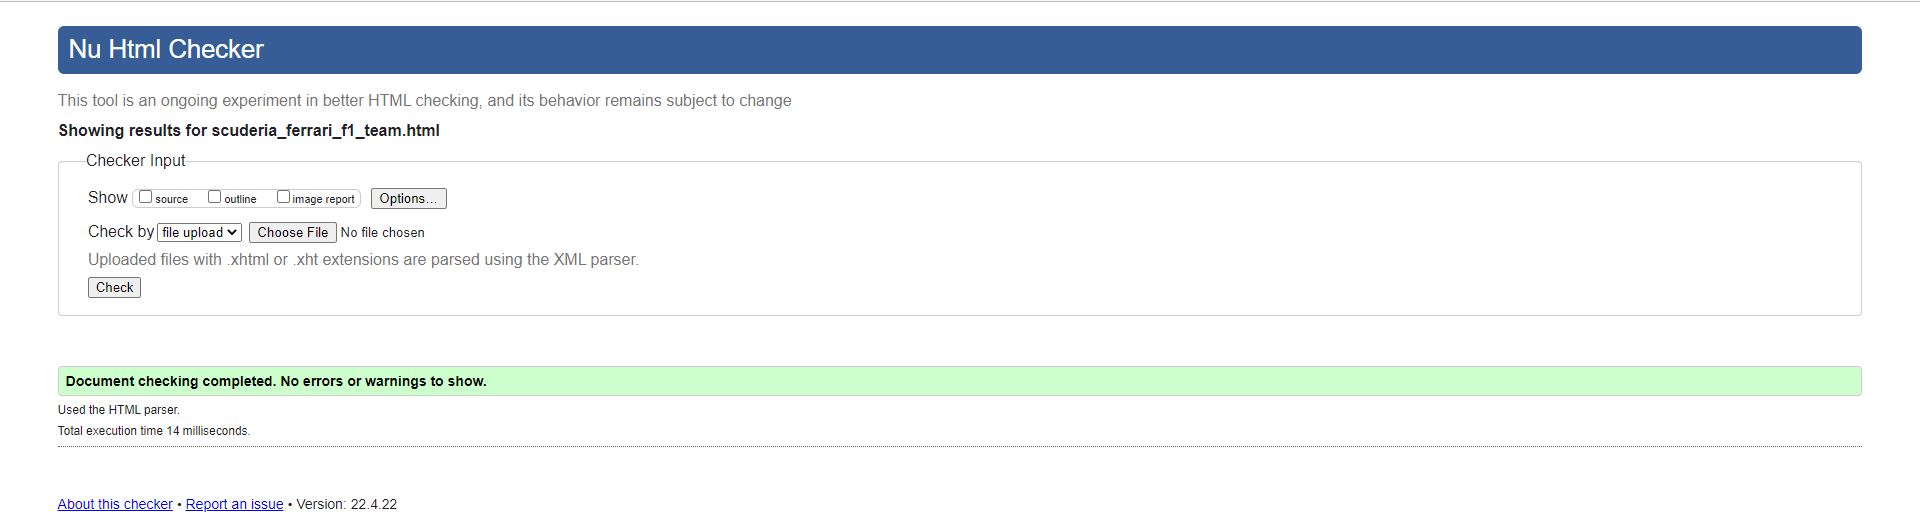 Nu Html Checker
This tool is an ongoing experiment in better HTML checking, and its behavior remains subject to change
Showing results for scuderia_ferrari_f1_team.html
Checker Input
Show source outline image report Options...
Check by file upload Choose File No file chosen
Uploaded files with .xhtml or .xht extensions are parsed using the XML parser.
Check
Document checking completed. No errors or warnings to show.
Used the HTML parser.
Total execution time 14 milliseconds.
About this checker • Report an issue • Version: 22.4.22